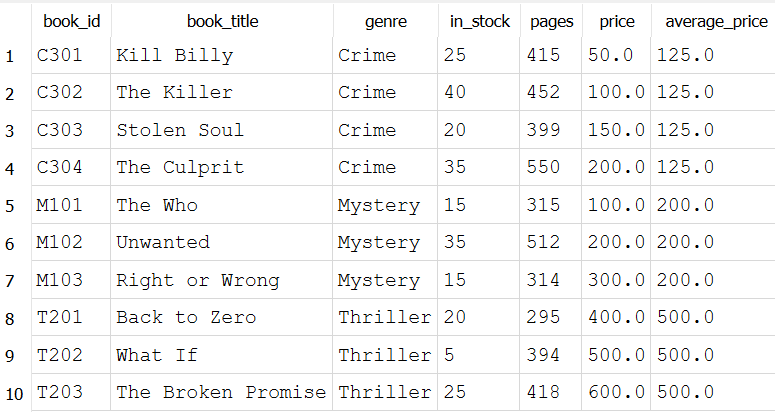 book_id book_title genre in_stock pages price average_price
1 C301 Kill Billy Crime 25 415 50.0 125.0
2 C302 The Killer Crime 40 452 100.0 125.0
3 C303 Stolen Soul Crime 20 399 150.0 125.0
4 C304 The Culprit Crime 35 550 200.0 125.0
5 M101 The Who Mystery 15 315 100.0 200.0
6 M102 Unwanted Mystery 35 512 200.0 200.0
7 M103 Right or Wrong Mystery 15 314 300.0 200.0
8 T201 Back to Zero Thriller 20 295 400.0 500.0
9 T202 What If Thriller 5 394 500.0 500.0
10 T203 The Broken Promise Thriller 25 418 600.0 500.0